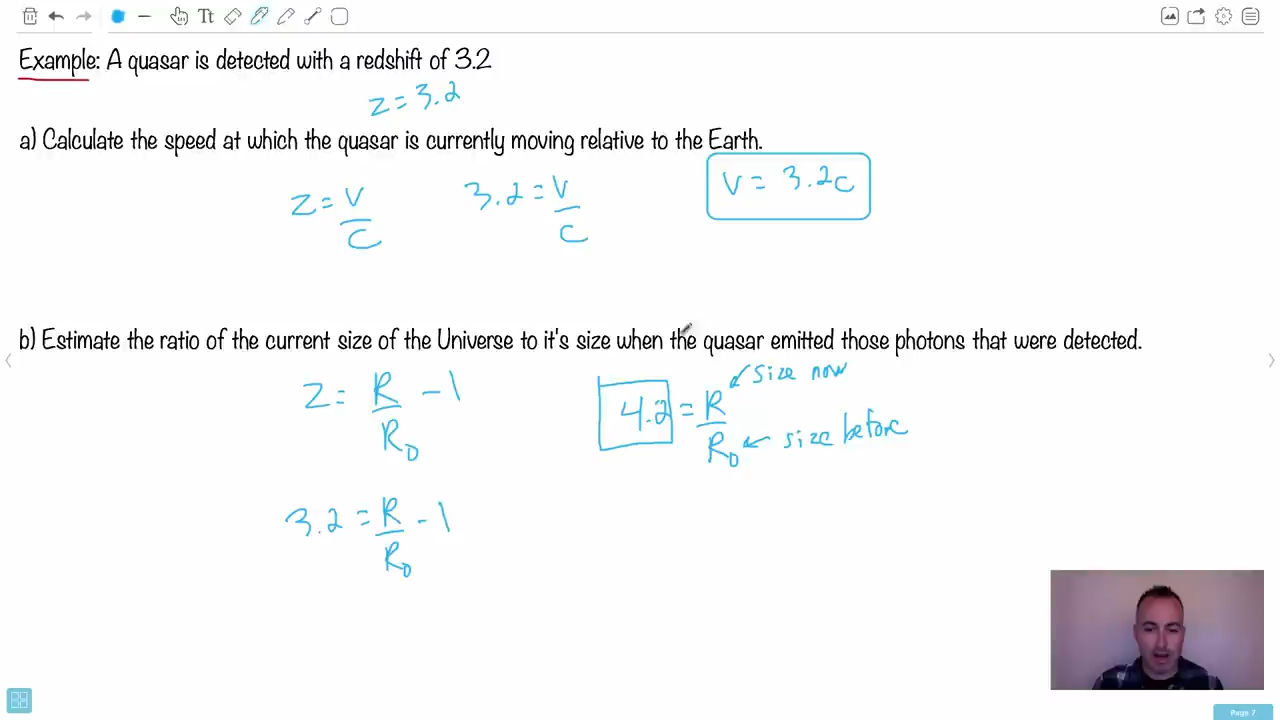 Tt
Example: A quasar is detected with a redshift of 3.2
z = 3.2
a) Calculate the speed at which the quasar is currently moving relative to the Earth.
z = v/c 3.2 = v/c v = 3.2c
b) Estimate the ratio of the current size of the Universe to it's size when the quasar emitted those photons that were detected.
z = R/R₀ - 1 4.2 = R/R₀ size now size before
3.2 = R/R₀ - 1
Page 7